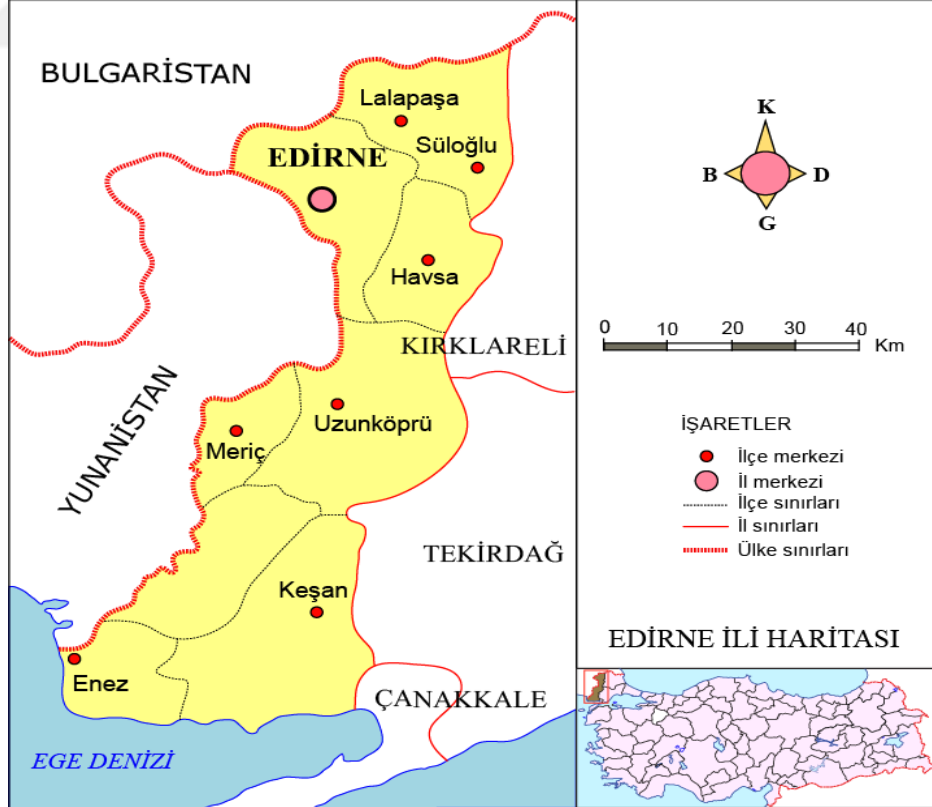 BULGARİSTAN
Lalapaşa
Süloğlu
EDİRNE
Havsa
KIRKLARELİ
YUNANİSTAN
Uzunköprü
Meriç
TEKİRDAĞ
Keşan
Enez
ÇANAKKALE
EGE DENİZİ
K
B D
G
0 10 20 30 40
Km
İŞARETLER
İlçe merkezi
İl merkezi
İlçe sınırları
İl sınırları
Ülke sınırları
EDİRNE İLİ HARİTASI